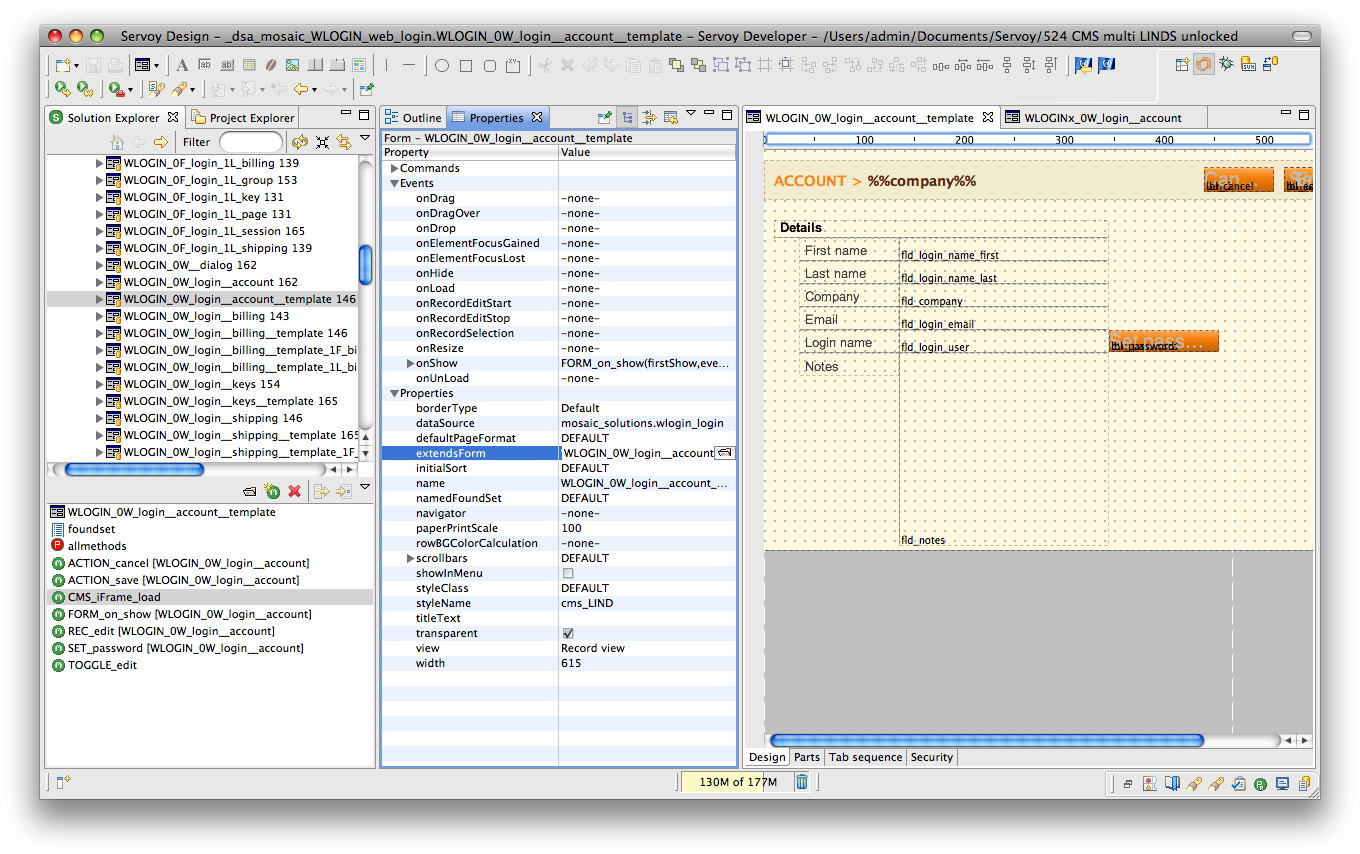 Servoy Design – _dsa_mosaic_WLOGIN_web_login.WLOGIN_0W_login__account__template – Servoy Developer – /Users/admin/Documents/Servoy/524 CMS multi LINDS unlocked
Solution Explorer
Project Explorer
Filter
WLOGIN_0F_login_1L_billing 139
WLOGIN_0F_login_1L_group 153
WLOGIN_0F_login_1L_key 131
WLOGIN_0F_login_1L_page 131
WLOGIN_0F_login_1L_session 165
WLOGIN_0F_login_1L_shipping 139
WLOGIN_0W__dialog 162
WLOGIN_0W_login__account 162
WLOGIN_0W_login__account__template 146
WLOGIN_0W_login__billing 143
WLOGIN_0W_login__billing__template 146
WLOGIN_0W_login__billing__template_1F_bi
WLOGIN_0W_login__billing__template_1L_bi
WLOGIN_0W_login__keys 154
WLOGIN_0W_login__keys__template 165
WLOGIN_0W_login__shipping 146
WLOGIN_0W_login__shipping__template 165
WLOGIN_0W_login__shipping__template_1F_
WLOGIN_0W_login__account__template
foundset
allmethods
ACTION_cancel [WLOGIN_0W_login__account]
ACTION_save [WLOGIN_0W_login__account]
CMS_iFrame_load
FORM_on_show [WLOGIN_0W_login__account]
REC_edit [WLOGIN_0W_login__account]
SET_password [WLOGIN_0W_login__account]
TOGGLE_edit
Outline
Properties
Form – WLOGIN_0W_login__account__template
Property Value
Commands
Events
onDrag –none–
onDragOver –none–
onDrop –none–
onElementFocusGained –none–
onElementFocusLost –none–
onHide –none–
onLoad –none–
onRecordEditStart –none–
onRecordEditStop –none–
onRecordSelection –none–
onResize –none–
onShow FORM_on_show(firstShow,eve...
onUnLoad –none–
Properties
borderType Default
dataSource mosaic_solutions.wlogin_login
defaultPageFormat DEFAULT
extendsForm WLOGIN_0W_login__account
initialSort DEFAULT
name WLOGIN_0W_login__account_...
namedFoundSet DEFAULT
navigator –none–
paperPrintScale 100
rowBGColorCalculation –none–
scrollbars DEFAULT
showInMenu
styleClass DEFAULT
styleName cms_LIND
titleText
transparent
view Record view
width 615
WLOGIN_0W_login__account__template
WLOGINx_0W_login__account
0 100 200 300 400 500
ACCOUNT > %%company%%
Can
lbl_cancel
Details
First name fld_login_name_first
Last name fld_login_name_last
Company fld_company
Email fld_login_email
Login name fld_login_user
Set pass...
Notes
fld_notes
Design Parts Tab sequence Security
130M of 177M